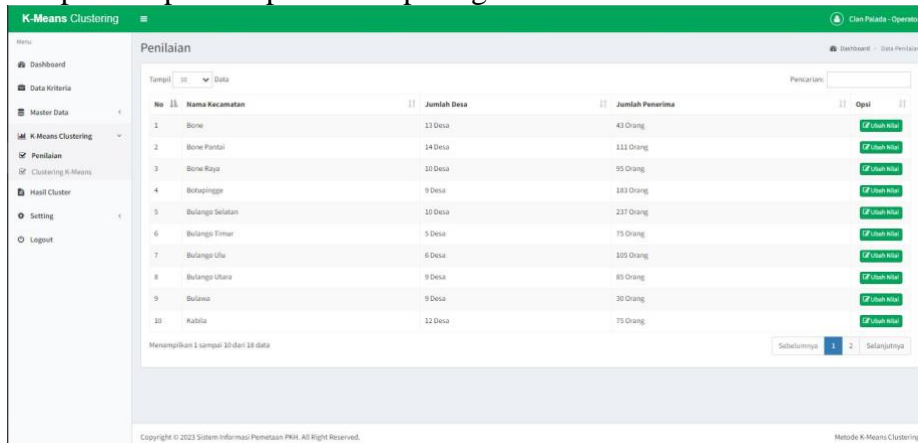 K-Means Clustering
Cian Palada - Operato
Menu
Dashboard
Data Kriteria
Master Data
K-Means Clustering
Penilaian
Clustering K-Means
Hasil Cluster
Setting
Logout
Penilaian
Dashboard
Data Penilaian
Tampil 10 Data
Pencarian:
No Nama Kecamatan Jumlah Desa Jumlah Penerima Opsi
1 Bone 13 Desa 43 Orang Ubah Nilai
2 Bone Pantai 14 Desa 111 Orang Ubah Nilai
3 Bone Raya 10 Desa 95 Orang Ubah Nilai
4 Botupingge 9 Desa 183 Orang Ubah Nilai
5 Bulango Selatan 10 Desa 237 Orang Ubah Nilai
6 Bulango Timur 5 Desa 75 Orang Ubah Nilai
7 Bulango Ulu 6 Desa 105 Orang Ubah Nilai
8 Bulango Utara 9 Desa 85 Orang Ubah Nilai
9 Bulawa 9 Desa 30 Orang Ubah Nilai
10 Kabila 12 Desa 75 Orang Ubah Nilai
Menampilkan 1 sampai 10 dari 18 data
Sebelumnya 1 2 Selanjutnya
Copyright © 2023 Sistem Informasi Pemetaan PKH. All Right Reserved.
Metode K-Means Clustering